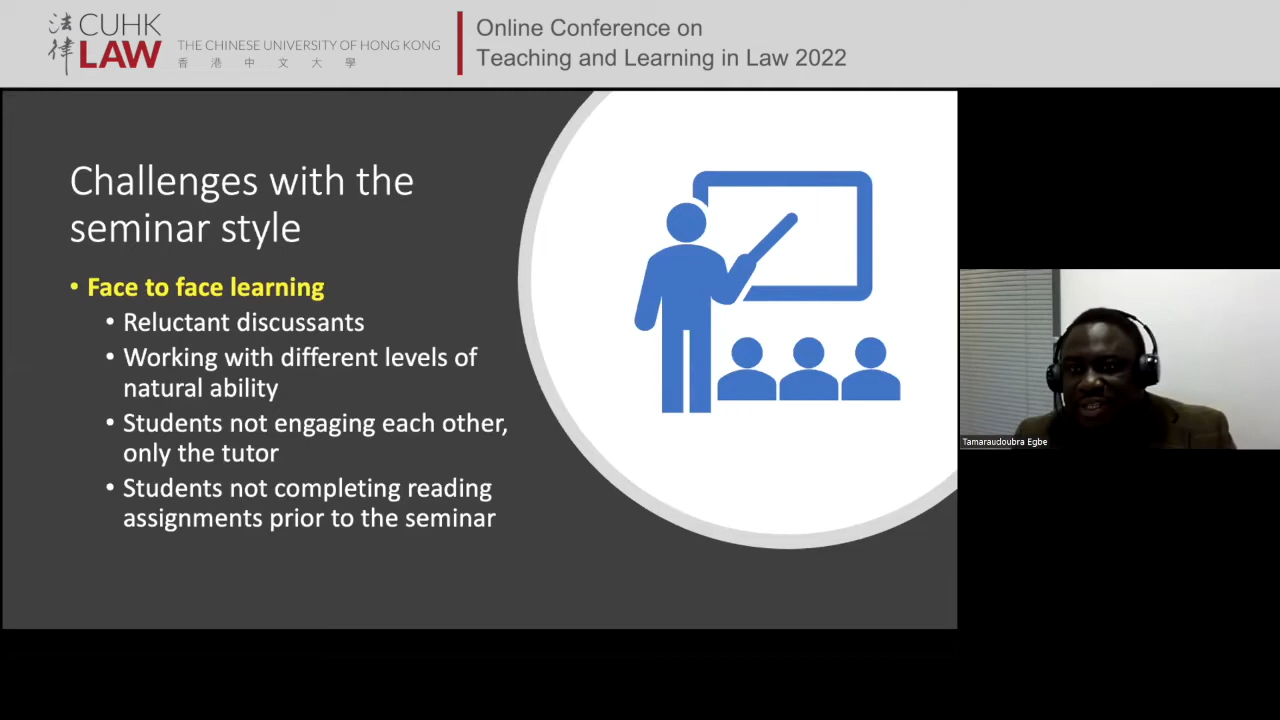 法律
CUHK
LAW
THE CHINESE UNIVERSITY OF HONG KONG
香港中文大學
Online Conference on
Teaching and Learning in Law 2022
Challenges with the
seminar style
• Face to face learning
• Reluctant discussants
• Working with different levels of
natural ability
• Students not engaging each other,
only the tutor
• Students not completing reading
assignments prior to the seminar
Tamaraudoubra Egbe